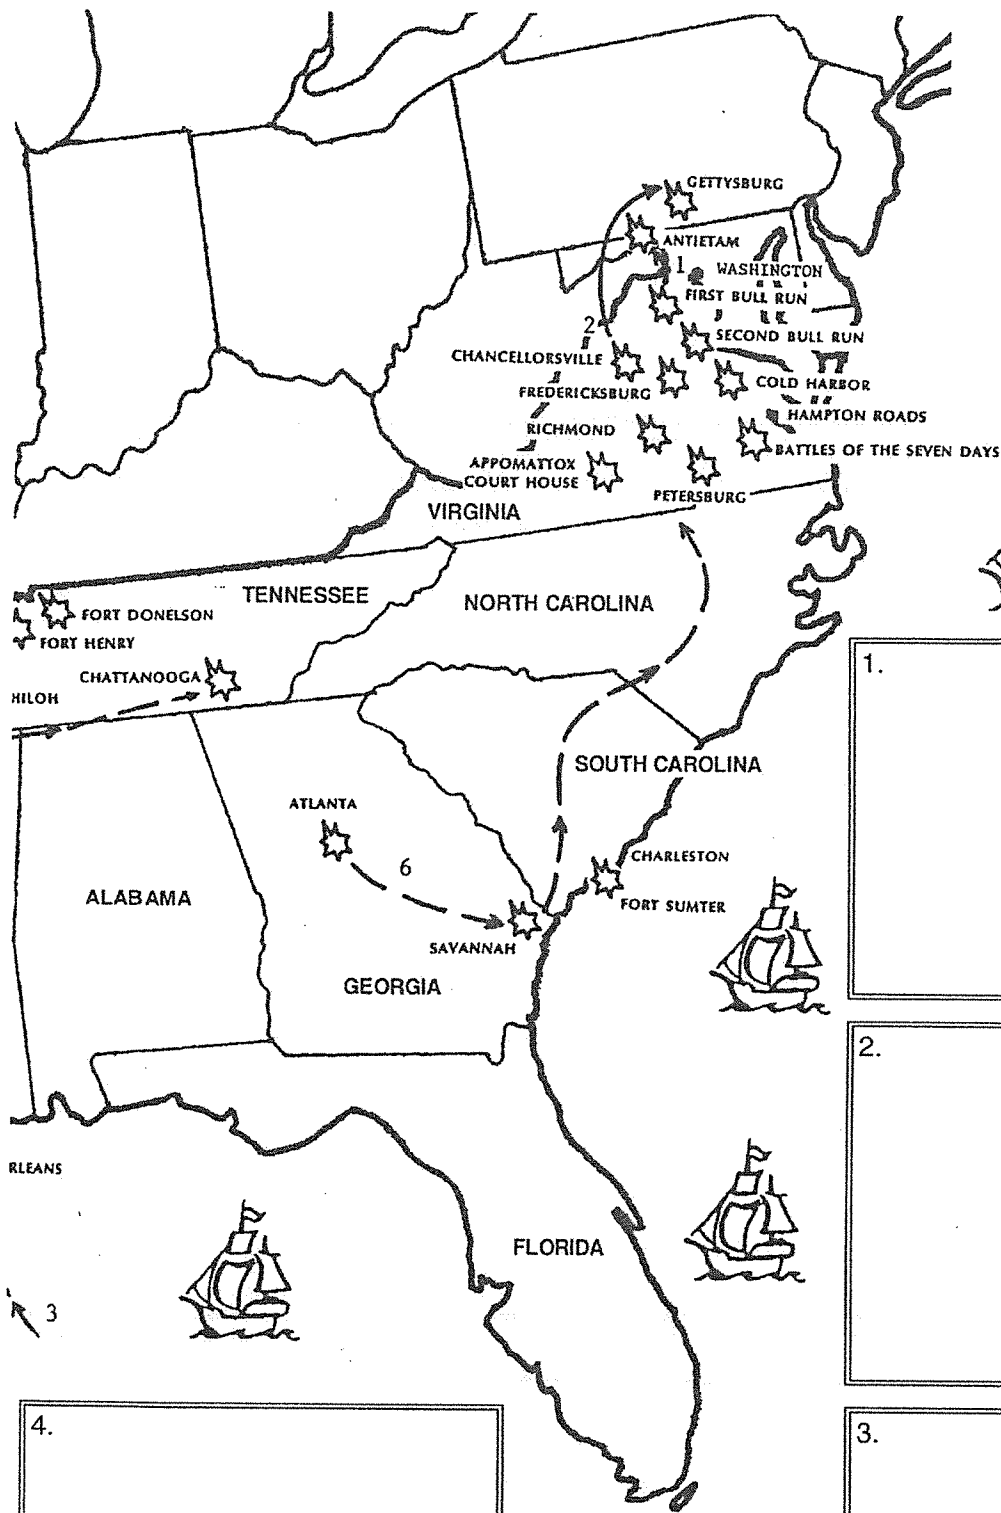 GETTYSBURG
ANTIETAM
1
WASHINGTON
FIRST BULL RUN
2
SECOND BULL RUN
CHANCELLORSVILLE
FREDERICKSBURG
COLD HARBOR
HAMPTON ROADS
RICHMOND
BATTLES OF THE SEVEN DAYS
APPOMATTOX
COURT HOUSE
PETERSBURG
VIRGINIA
TENNESSEE
NORTH CAROLINA
FORT DONELSON
FORT HENRY
CHATTANOOGA
HILOH
1.
SOUTH CAROLINA
ATLANTA
6
CHARLESTON
FORT SUMTER
ALABAMA
SAVANNAH
GEORGIA
2.
RLEANS
FLORIDA
3
4.
3.